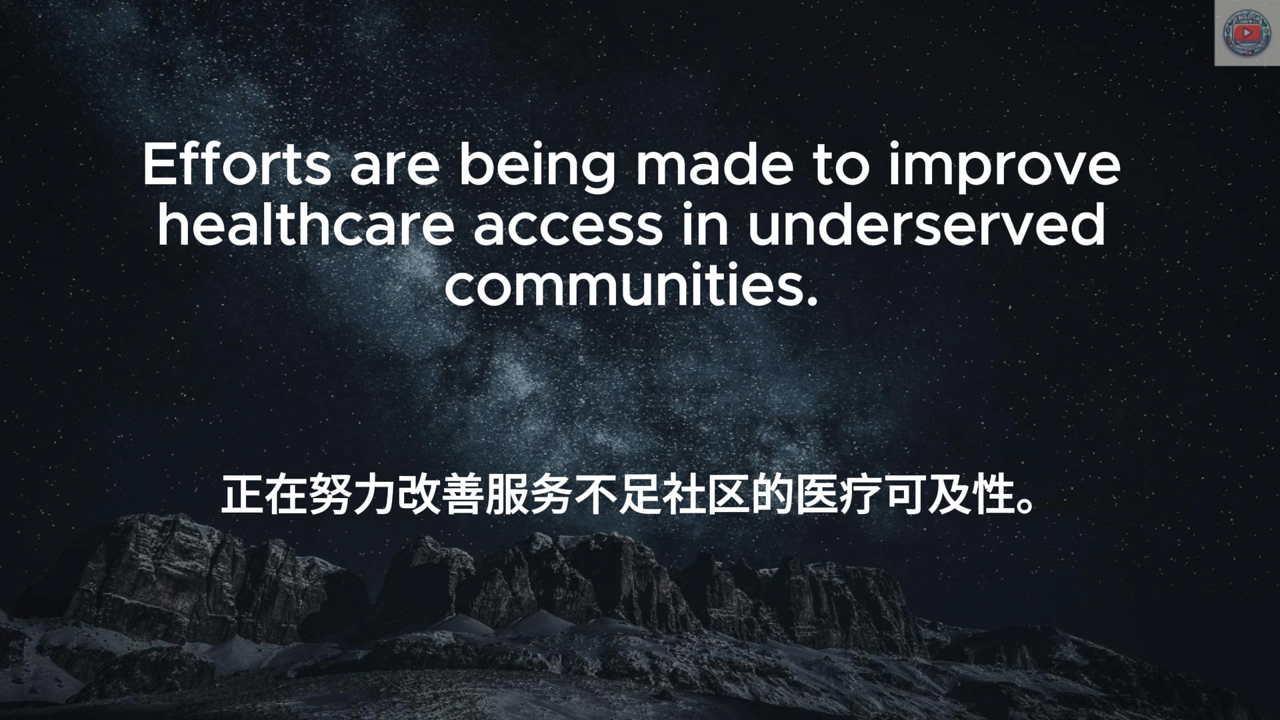 Efforts are being made to improve
healthcare access in underserved
communities.
正在努力改善服务不足社区的医疗可及性。